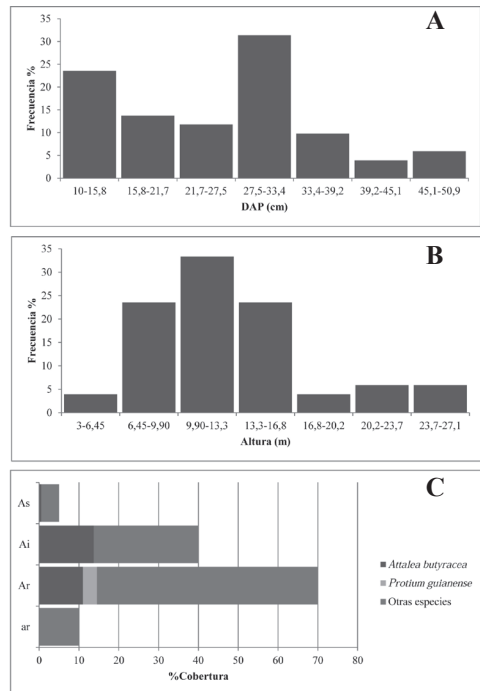 A
Frecuencia %
35
30
25
20
15
10
5
0
10-15,8 15,8-21,7 21,7-27,5 27,5-33,4 33,4-39,2 39,2-45,1 45,1-50,9
DAP (cm)
B
Frecuencia %
35
30
25
20
15
10
5
0
3-6,45 6,45-9,90 9,90-13,3 13,3-16,8 16,8-20,2 20,2-23,7 23,7-27,1
Altura (m)
C
As
Ai
Ar
ar
0 10 20 30 40 50 60 70 80
%Cobertura
Attalea butyracea
Protium guianense
Otras especies